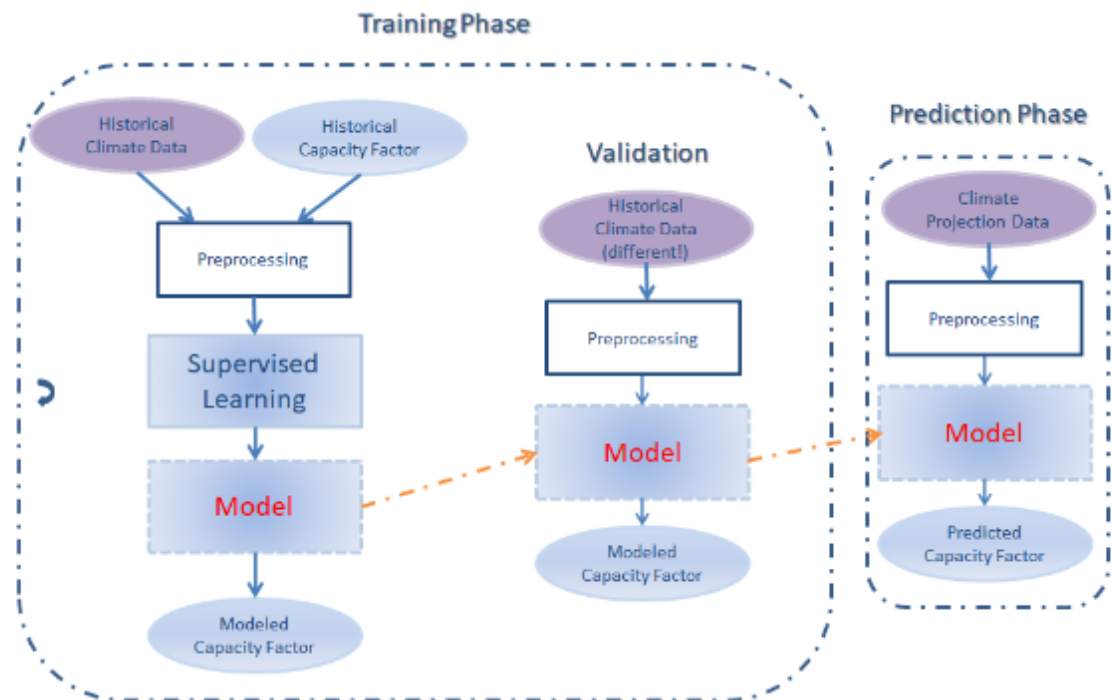 Training Phase
Historical
Climate Data
Historical
Capacity Factor
Preprocessing
Supervised
Learning
Model
Modeled
Capacity Factor
Validation
Historical
Climate Data
(different!)
Preprocessing
Model
Modeled
Capacity Factor
Prediction Phase
Climate
Projection Data
Preprocessing
Model
Predicted
Capacity Factor